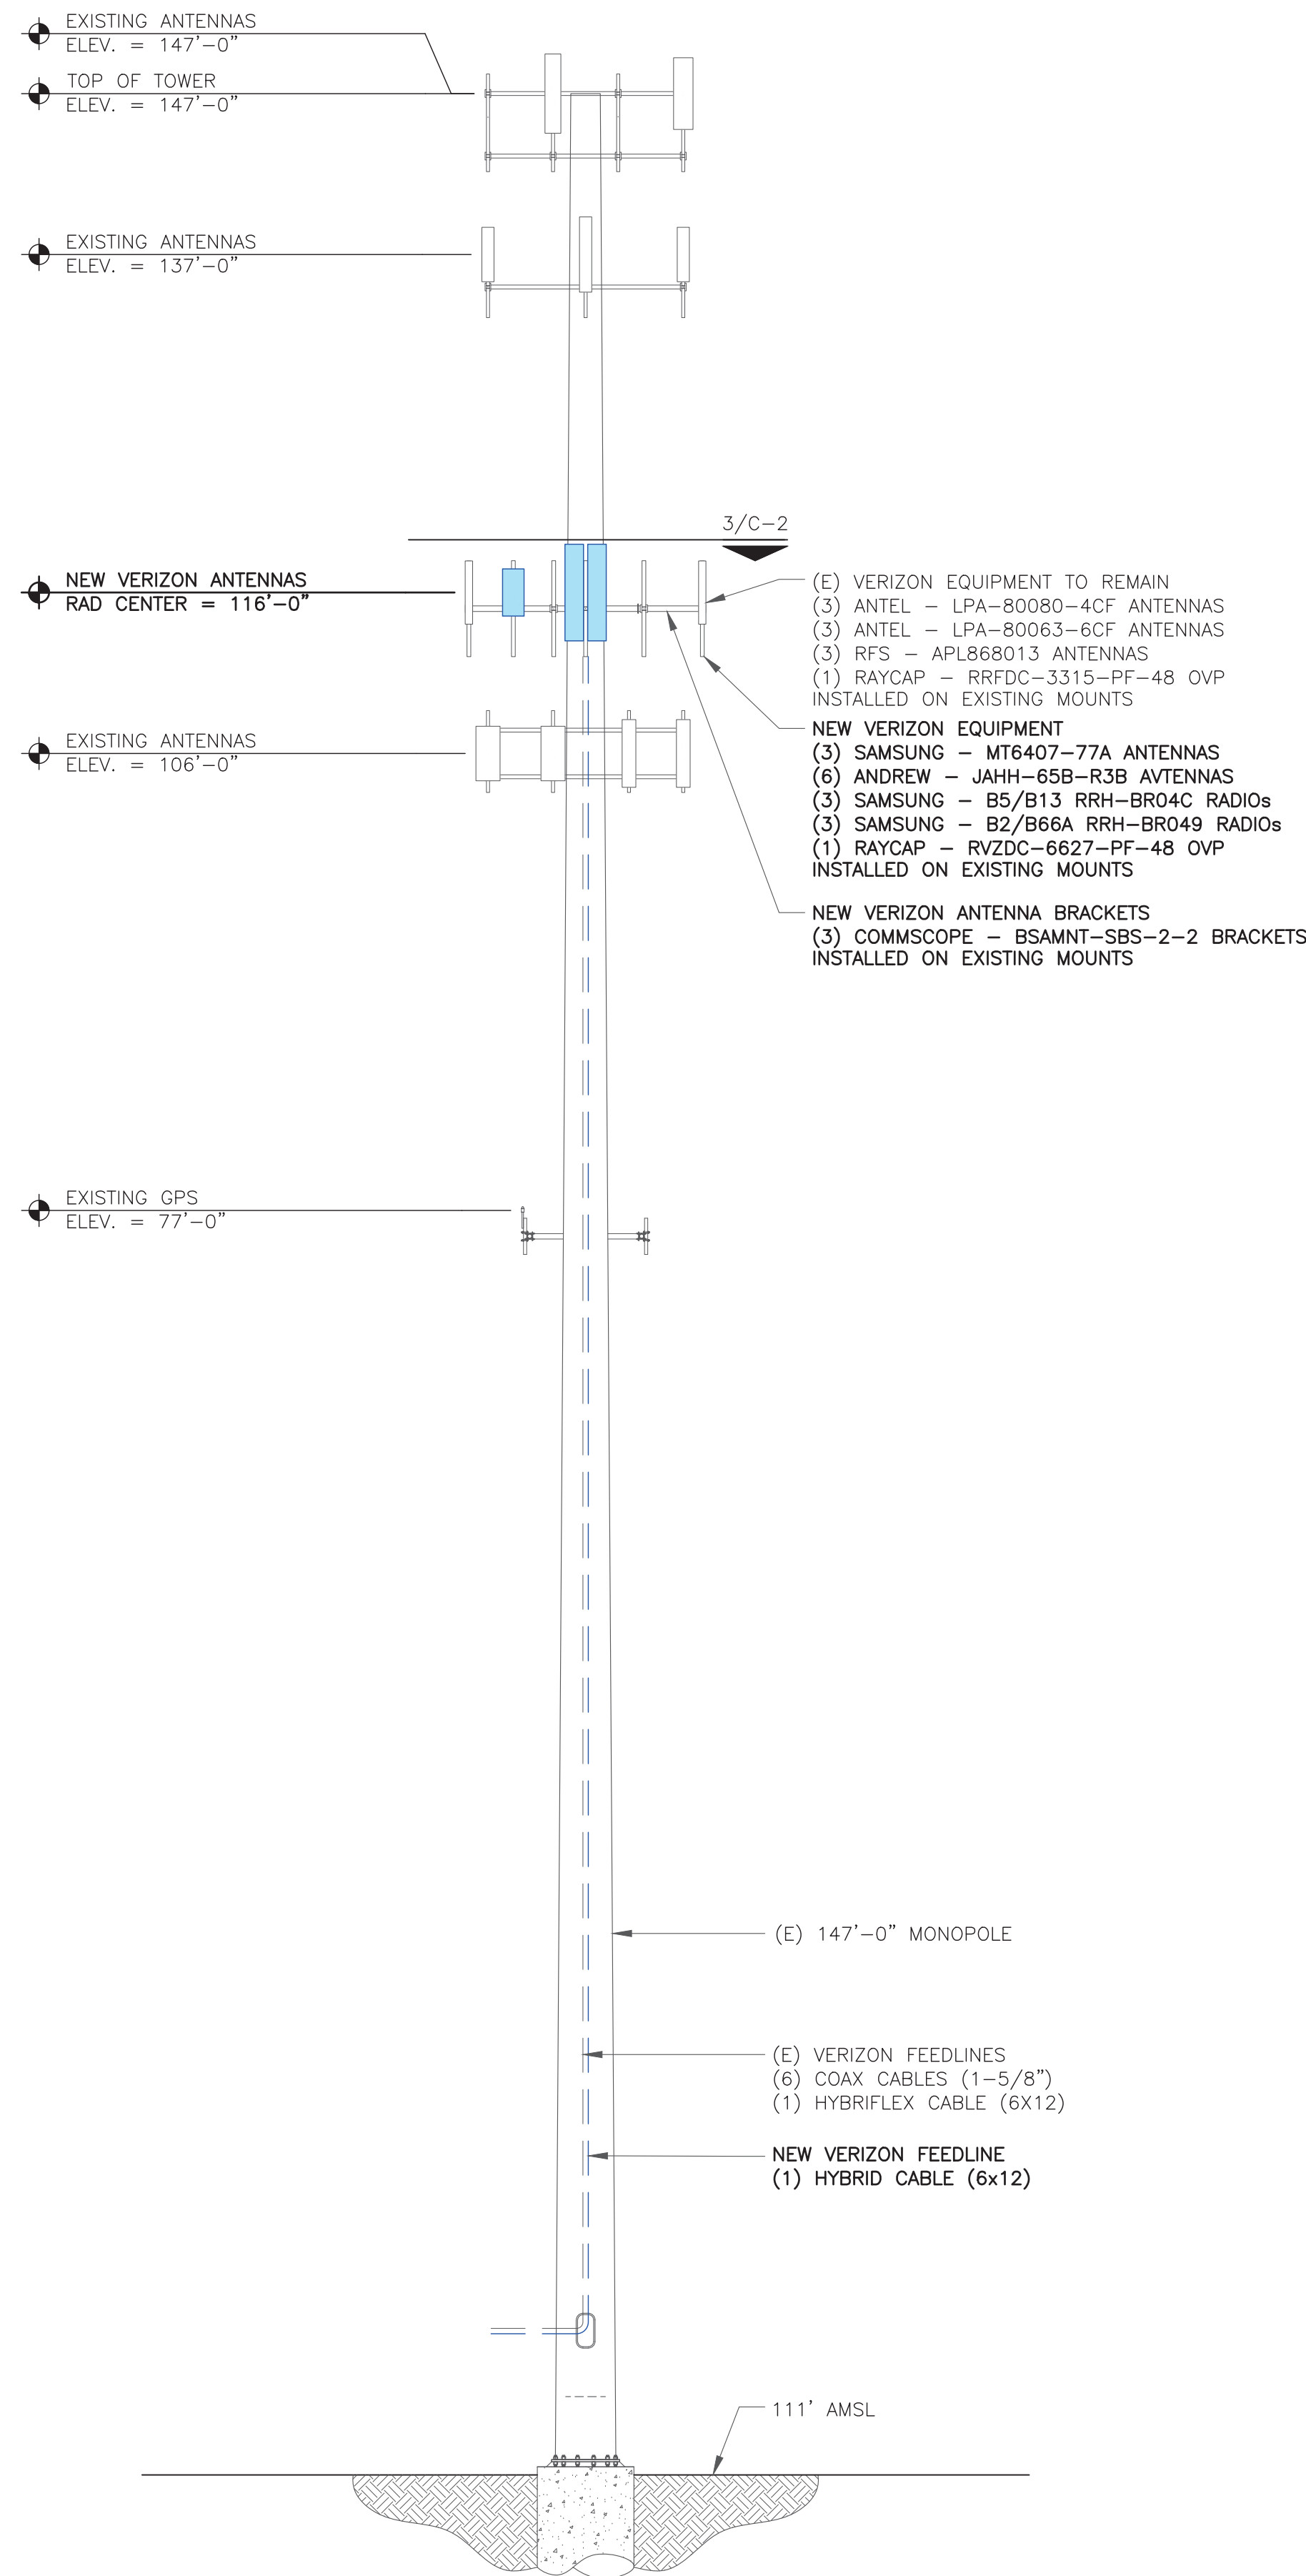 EXISTING ANTENNAS
ELEV. = 147'-0"
TOP OF TOWER
ELEV. = 147'-0"
EXISTING ANTENNAS
ELEV. = 137'-0"
3/C-2
NEW VERIZON ANTENNAS
RAD CENTER = 116'-0"
(E) VERIZON EQUIPMENT TO REMAIN
(3) ANTEL - LPA-80080-4CF ANTENNAS
(3) ANTEL - LPA-80063-6CF ANTENNAS
(3) RFS - APL868013 ANTENNAS
(1) RAYCAP - RRFDC-3315-PF-48 OVP
INSTALLED ON EXISTING MOUNTS
NEW VERIZON EQUIPMENT
(3) SAMSUNG - MT6407-77A ANTENNAS
(6) ANDREW - JAHH-65B-R3B AVTENNAS
(3) SAMSUNG - B5/B13 RRH-BR04C RADIOs
(3) SAMSUNG - B2/B66A RRH-BR049 RADIOs
(1) RAYCAP - RVZDC-6627-PF-48 OVP
INSTALLED ON EXISTING MOUNTS
EXISTING ANTENNAS
ELEV. = 106'-0"
NEW VERIZON ANTENNA BRACKETS
(3) COMMSCOPE - BSAMNT-SBS-2-2 BRACKETS
INSTALLED ON EXISTING MOUNTS
EXISTING GPS
ELEV. = 77'-0"
(E) 147'-0" MONOPOLE
(E) VERIZON FEEDLINES
(6) COAX CABLES (1-5/8")
(1) HYBRIFLEX CABLE (6X12)
NEW VERIZON FEEDLINE
(1) HYBRID CABLE (6x12)
111' AMSL